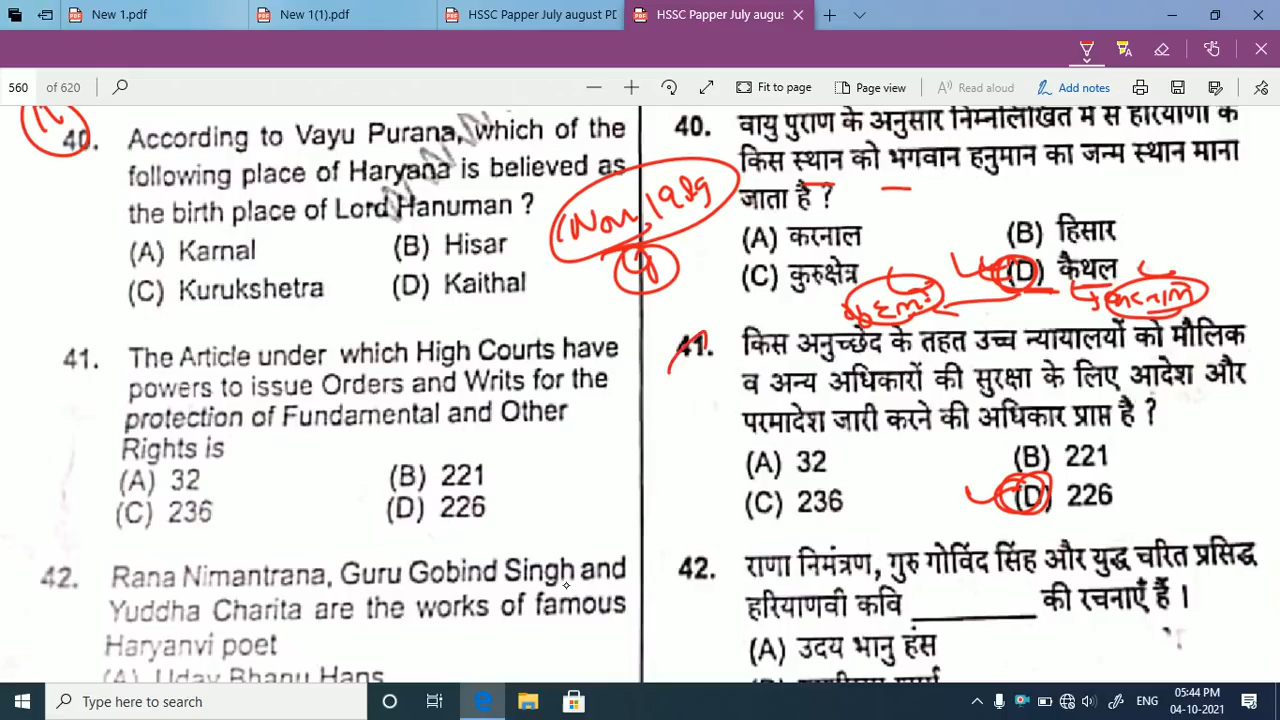 New 1.pdf
New 1(1).pdf
HSSC Papper July august PD
HSSC Papper July augus
560 of 620
Fit to page
Page view
Read aloud
Add notes
40. According to Vayu Purana, which of the
following place of Haryana is believed as
the birth place of Lord Hanuman ?
(A) Karnal (B) Hisar
(C) Kurukshetra (D) Kaithal
Nov, 1989
41. The Article under which High Courts have
powers to issue Orders and Writs for the
protection of Fundamental and Other
Rights is
(A) 32 (B) 221
(C) 236 (D) 226
42. Rana Nimantrana, Guru Gobind Singh and
Yuddha Charita are the works of famous
Haryanvi poet
(A) Uday Bhanu Hans
40. वायु पुराण के अनुसार निम्नलिखित में से हरियाणा के
किस स्थान को भगवान हनुमान का जन्म स्थान माना
जाता है ?
(A) करनाल (B) हिसार
(C) कुरुक्षेत्र (D) कैथल
41. किस अनुच्छेद के तहत उच्च न्यायालयों को मौलिक
व अन्य अधिकारों की सुरक्षा के लिए आदेश और
परमादेश जारी करने की अधिकार प्राप्त है ?
(A) 32 (B) 221
(C) 236 (D) 226
42. राणा निमंत्रण, गुरु गोविंद सिंह और युद्ध चरित प्रसिद्ध
हरियाणवी कवि ________ की रचनाएँ हैं ।
(A) उदय भानु हंस
Type here to search
ENG
05:44 PM
04-10-2021